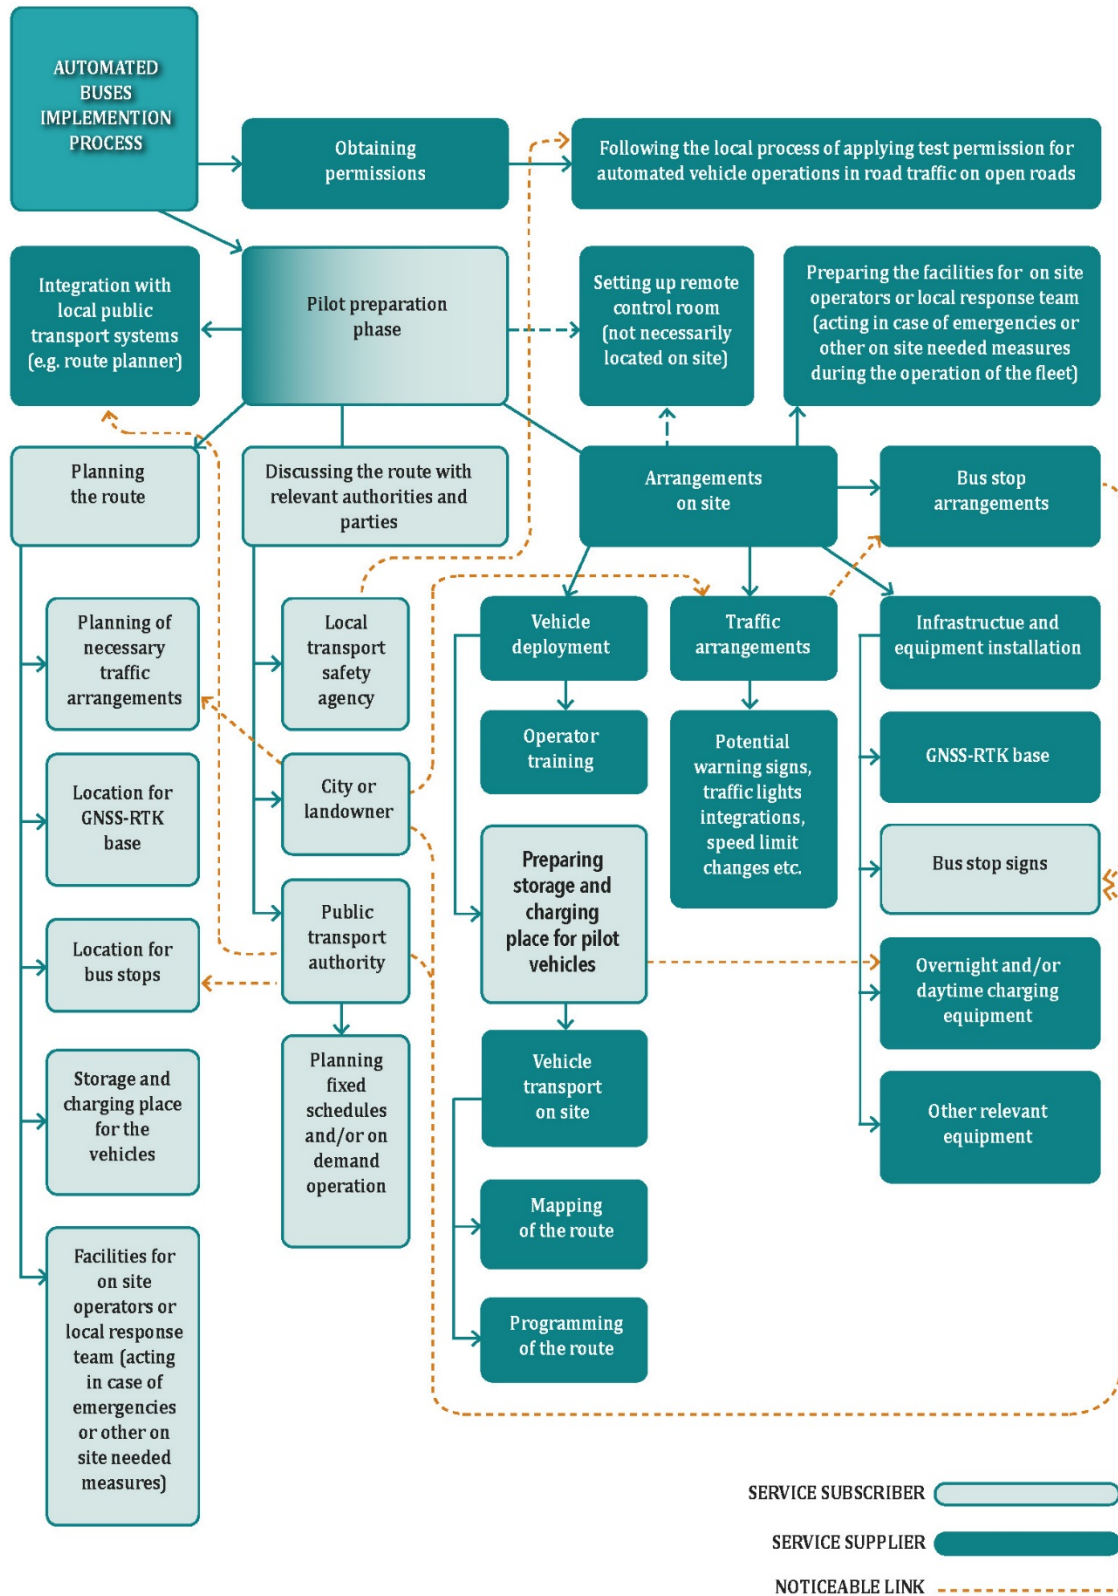 AUTOMATED
BUSES
IMPLEMENTION
PROCESS
Obtaining
permissions
Following the local process of applying test permission for
automated vehicle operations in road traffic on open roads
Integration with
local public
transport systems
(e.g. route planner)
Pilot preparation
phase
Setting up remote
control room
(not necessarily
located on site)
Preparing the facilities for on site
operators or local response team
(acting in case of emergencies or
other on site needed measures
during the operation of the fleet)
Planning
the route
Discussing the route with
relevant authorities and
parties
Arrangements
on site
Bus stop
arrangements
Planning of
necessary
traffic
arrangements
Local
transport
safety
agency
Vehicle
deployment
Traffic
arrangements
Infrastructue and
equipment installation
Operator
training
Potential
warning signs,
traffic lights
integrations,
speed limit
changes etc.
GNSS-RTK base
Location for
GNSS-RTK
base
City or
landowner
Preparing
storage and
charging
place for pilot
vehicles
Bus stop signs
Location for
bus stops
Public
transport
authority
Overnight and/or
daytime charging
equipment
Storage and
charging place
for the
vehicles
Planning
fixed
schedules
and/or on
demand
operation
Vehicle
transport
on site
Other relevant
equipment
Mapping
of the route
Facilities for
on site
operators or
local response
team (acting
in case of
emergencies
or other on
site needed
measures)
Programming
of the route
SERVICE SUBSCRIBER
SERVICE SUPPLIER
NOTICEABLE LINK